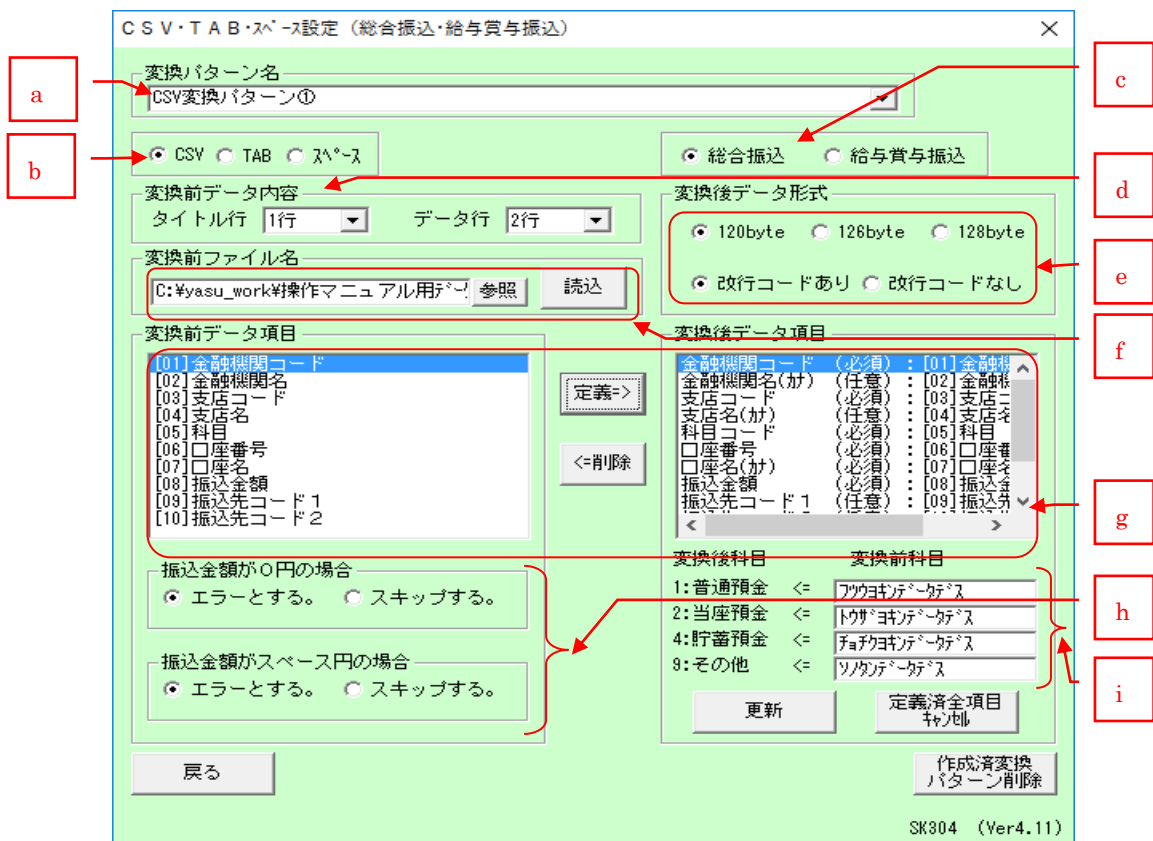 ＣＳＶ・ＴＡＢ・ｽﾍﾟｰｽ設定（総合振込・給与賞与振込）
変換パターン名
a
CSV変換パターン①
c
b
CSV TAB ｽﾍﾟｰｽ
総合振込 給与賞与振込
変換前データ内容
変換後データ形式
d
タイトル行 1行 データ行 2行
120byte 126byte 128byte
変換前ファイル名
C:¥yasu_work¥操作マニュアル用ﾃﾞｰ 参照 読込
改行コードあり 改行コードなし
e
変換前データ項目
変換後データ項目
f
[01]金融機関コード
[02]金融機関名
[03]支店コード
[04]支店名
[05]科目
[06]口座番号
[07]口座名
[08]振込金額
[09]振込先コード１
[10]振込先コード２
定義=>
<=削除
金融機関コード （必須）：[01]金融機
金融機関名(ｶﾅ) （任意）：[02]金融機
支店コード （必須）：[03]支店コ
支店名(ｶﾅ) （任意）：[04]支店名
科目コード （必須）：[05]科目
口座番号 （必須）：[06]口座番
口座名(ｶﾅ) （必須）：[07]口座名
振込金額 （必須）：[08]振込金
振込先コード１ （任意）：[09]振込先
g
振込金額が０円の場合
エラーとする。 スキップする。
振込金額がスペース円の場合
エラーとする。 スキップする。
変換後科目 変換前科目
1:普通預金 <= ﾌﾂｳﾖｷﾝﾃﾞｰﾀﾃﾞｽ
2:当座預金 <= ﾄｳｻﾞﾖｷﾝﾃﾞｰﾀﾃﾞｽ
4:貯蓄預金 <= ﾁｮﾁｸﾖｷﾝﾃﾞｰﾀﾃﾞｽ
9:その他 <= ｿﾉﾀﾝﾃﾞｰﾀﾃﾞｽ
h
i
更新
定義済全項目
ｷｬﾝｾﾙ
戻る
作成済変換
パターン削除
SK304 (Ver4.11)